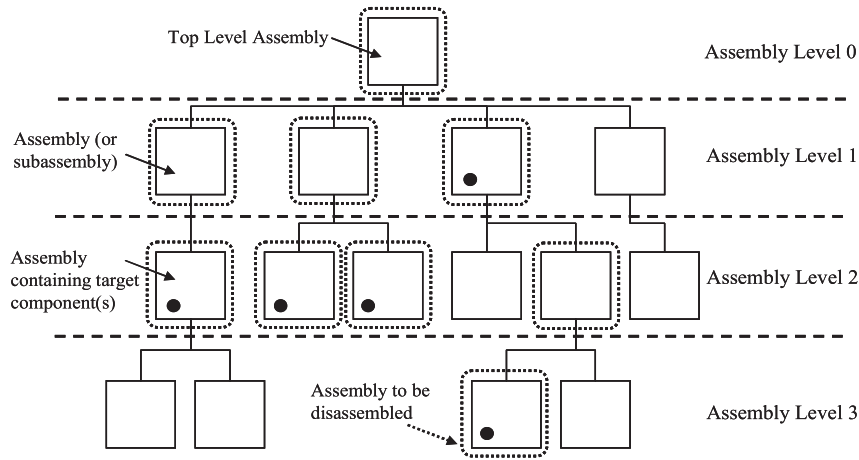 Top Level Assembly
Assembly Level 0
Assembly (or
subassembly)
Assembly Level 1
Assembly
containing target
component(s)
Assembly Level 2
Assembly to be
disassembled
Assembly Level 3